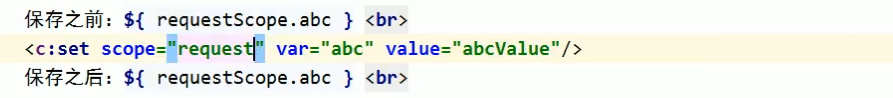 保存之前：${ requestScope.abc } <br>
<c:set scope="request" var="abc" value="abcValue"/>
保存之后：${ requestScope.abc } <br>